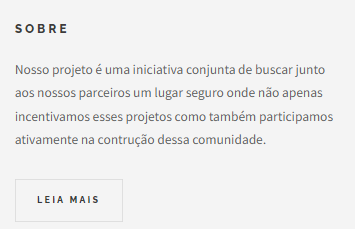 SOBRE
Nosso projeto é uma iniciativa conjunta de buscar junto
aos nossos parceiros um lugar seguro onde não apenas
incentivamos esses projetos como também participamos
ativamente na contrução dessa comunidade.
LEIA MAIS